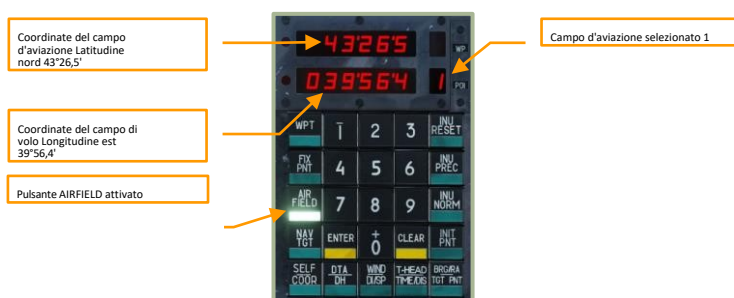 Coordinate del campo
d'aviazione Latitudine
nord 43°26,5'
Campo d'aviazione selezionato 1
Coordinate del campo di
volo Longitudine est
39°56,4'
Pulsante AIRFIELD attivato
43'26'5
WP
039'56'4 1
POI
WPT 1 2 3 INU RESET
FIX PNT 4 5 6 INU PREC
AIR FIELD 7 8 9 INU NORM
NAV TGT ENTER ± 0 CLEAR INIT PNT
SELF COOR DTA DH WIND DI/SP T-HEAD TIME/DIS BRG/RA TGT PNT